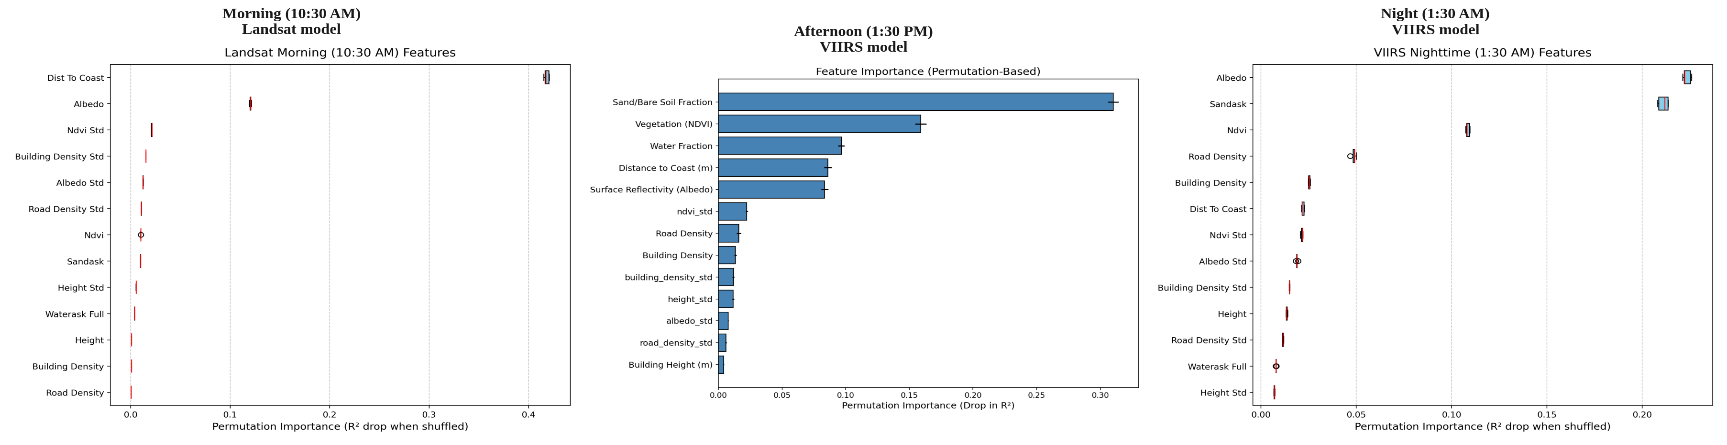 Morning (10:30 AM)
Landsat model
Landsat Morning (10:30 AM) Features
Dist To Coast
Albedo
Ndvi Std
Building Density Std
Albedo Std
Road Density Std
Ndvi
Sandask
Height Std
Waterask Full
Height
Building Density
Road Density
0.0 0.1 0.2 0.3 0.4
Permutation Importance (R² drop when shuffled)
Afternoon (1:30 PM)
VIIRS model
Feature Importance (Permutation-Based)
Sand/Bare Soil Fraction
Vegetation (NDVI)
Water Fraction
Distance to Coast (m)
Surface Reflectivity (Albedo)
ndvi_std
Road Density
Building Density
building_density_std
height_std
albedo_std
road_density_std
Building Height (m)
0.00 0.05 0.10 0.15 0.20 0.25 0.30
Permutation Importance (Drop in R²)
Night (1:30 AM)
VIIRS model
VIIRS Nighttime (1:30 AM) Features
Albedo
Sandask
Ndvi
Road Density
Building Density
Dist To Coast
Ndvi Std
Albedo Std
Building Density Std
Height
Road Density Std
Waterask Full
Height Std
0.00 0.05 0.10 0.15 0.20
Permutation Importance (R² drop when shuffled)